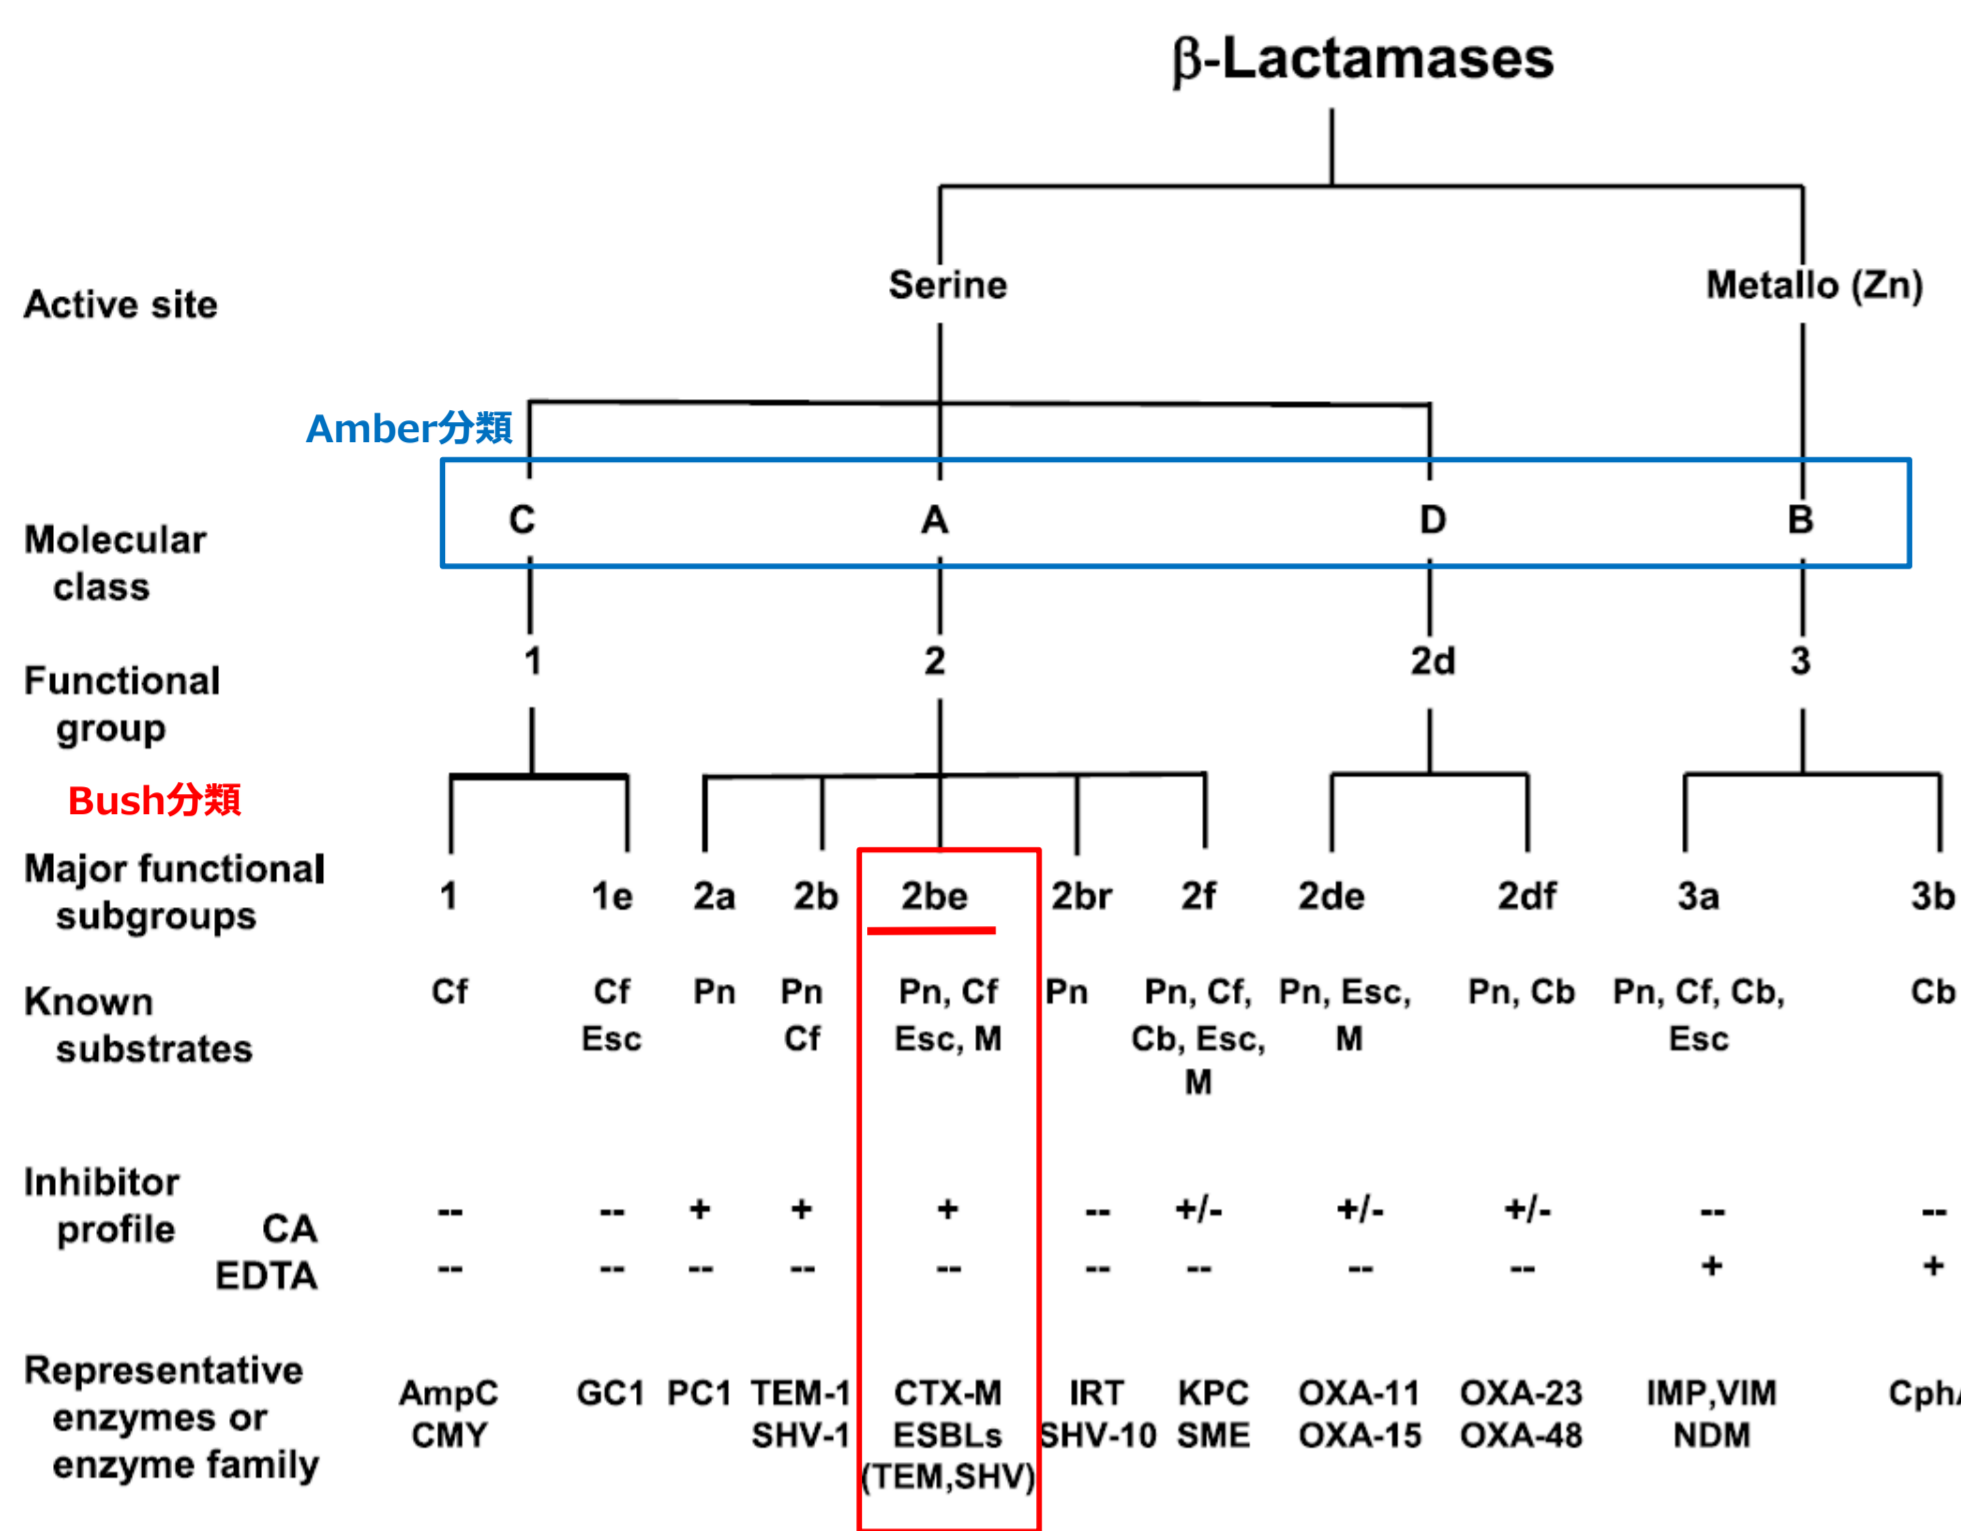 β-Lactamases
Active site
Serine
Metallo (Zn)
Amber分類
Molecular
class
C A D B
Functional
group
1 2 2d 3
Bush分類
Major functional
subgroups
1 1e 2a 2b 2be 2br 2f 2de 2df 3a 3b
Known
substrates
Cf Cf Pn Pn Pn, Cf Pn Pn, Cf, Pn, Esc, Pn, Cb Pn, Cf, Cb, Cb
Esc Cf Esc, M Cb, Esc, M Esc
M
Inhibitor
profile CA
-- -- + + + -- +/- +/- +/- -- --
EDTA -- -- -- -- -- -- -- -- -- + +
Representative
enzymes or
enzyme family
AmpC GC1 PC1 TEM-1 CTX-M IRT KPC OXA-11 OXA-23 IMP,VIM Cph
CMY SHV-1 ESBLs SHV-10 SME OXA-15 OXA-48 NDM
(TEM,SHV)